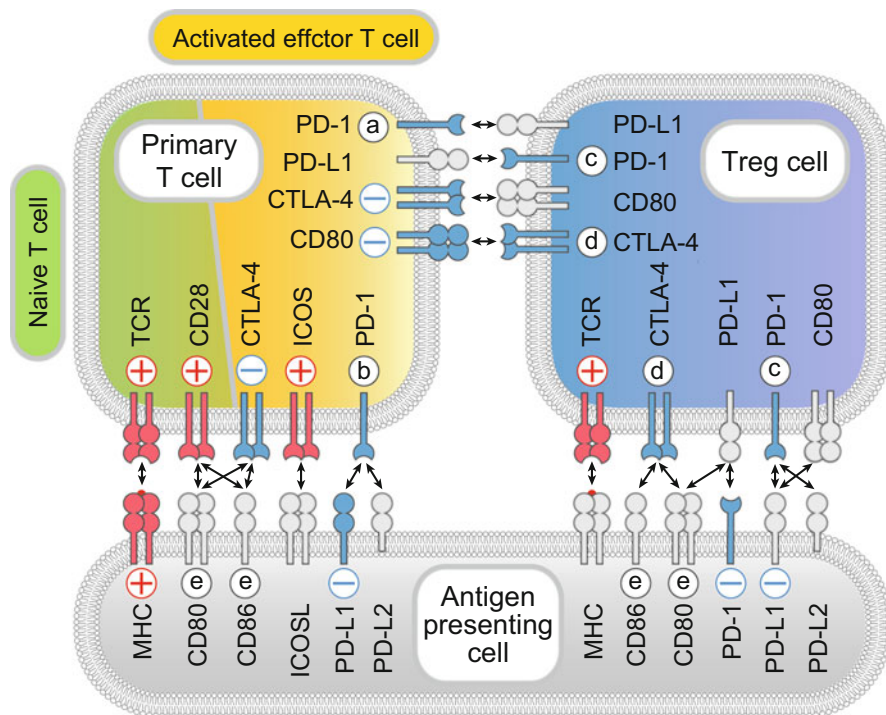 Activated effctor T cell
Naive T cell
Primary
T cell
Treg cell
PD-1 a PD-L1
PD-L1 c PD-1
CTLA-4 − CD80
CD80 − d CTLA-4
TCR CD28 CTLA-4 ICOS PD-1 TCR CTLA-4 PD-L1 PD-1 CD80
+ + − + b + d c
+ e e − e e − −
MHC CD80 CD86 ICOSL PD-L1 PD-L2 MHC CD86 CD80 PD-1 PD-L1 PD-L2
Antigen
presenting
cell